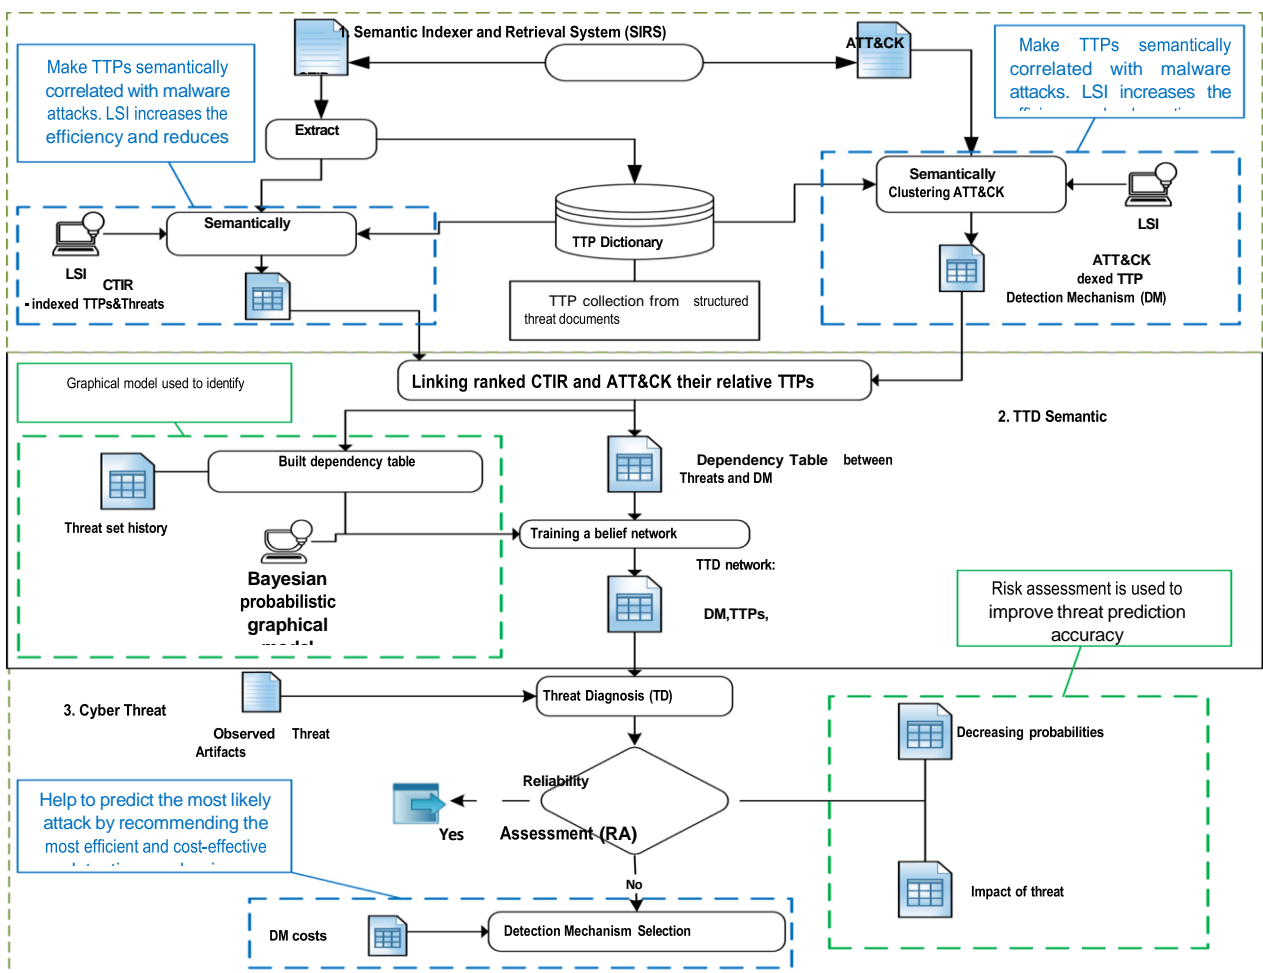 1. Semantic Indexer and Retrieval System (SIRS)
ATT&CK
Make TTPs semantically
correlated with malware
attacks. LSI increases the
efficiency and reduces
Make TTPs semantically
correlated with malware
attacks. LSI increases the
Extract
Semantically
Clustering ATT&CK
Semantically
TTP Dictionary
LSI
LSI
CTIR
- indexed TTPs&Threats
ATT&CK
dexed TTP
Detection Mechanism (DM)
TTP collection from structured
threat documents
Linking ranked CTIR and ATT&CK their relative TTPs
Graphical model used to identify
2. TTD Semantic
Built dependency table
Dependency Table between
Threats and DM
Threat set history
Training a belief network
TTD network:
Bayesian
probabilistic
graphical
DM,TTPs,
Risk assessment is used to
improve threat prediction
accuracy
3. Cyber Threat
Threat Diagnosis (TD)
Observed Threat
Artifacts
Decreasing probabilities
Reliability
Assessment (RA)
Yes
Help to predict the most likely
attack by recommending the
most efficient and cost-effective
No
Impact of threat
DM costs
Detection Mechanism Selection